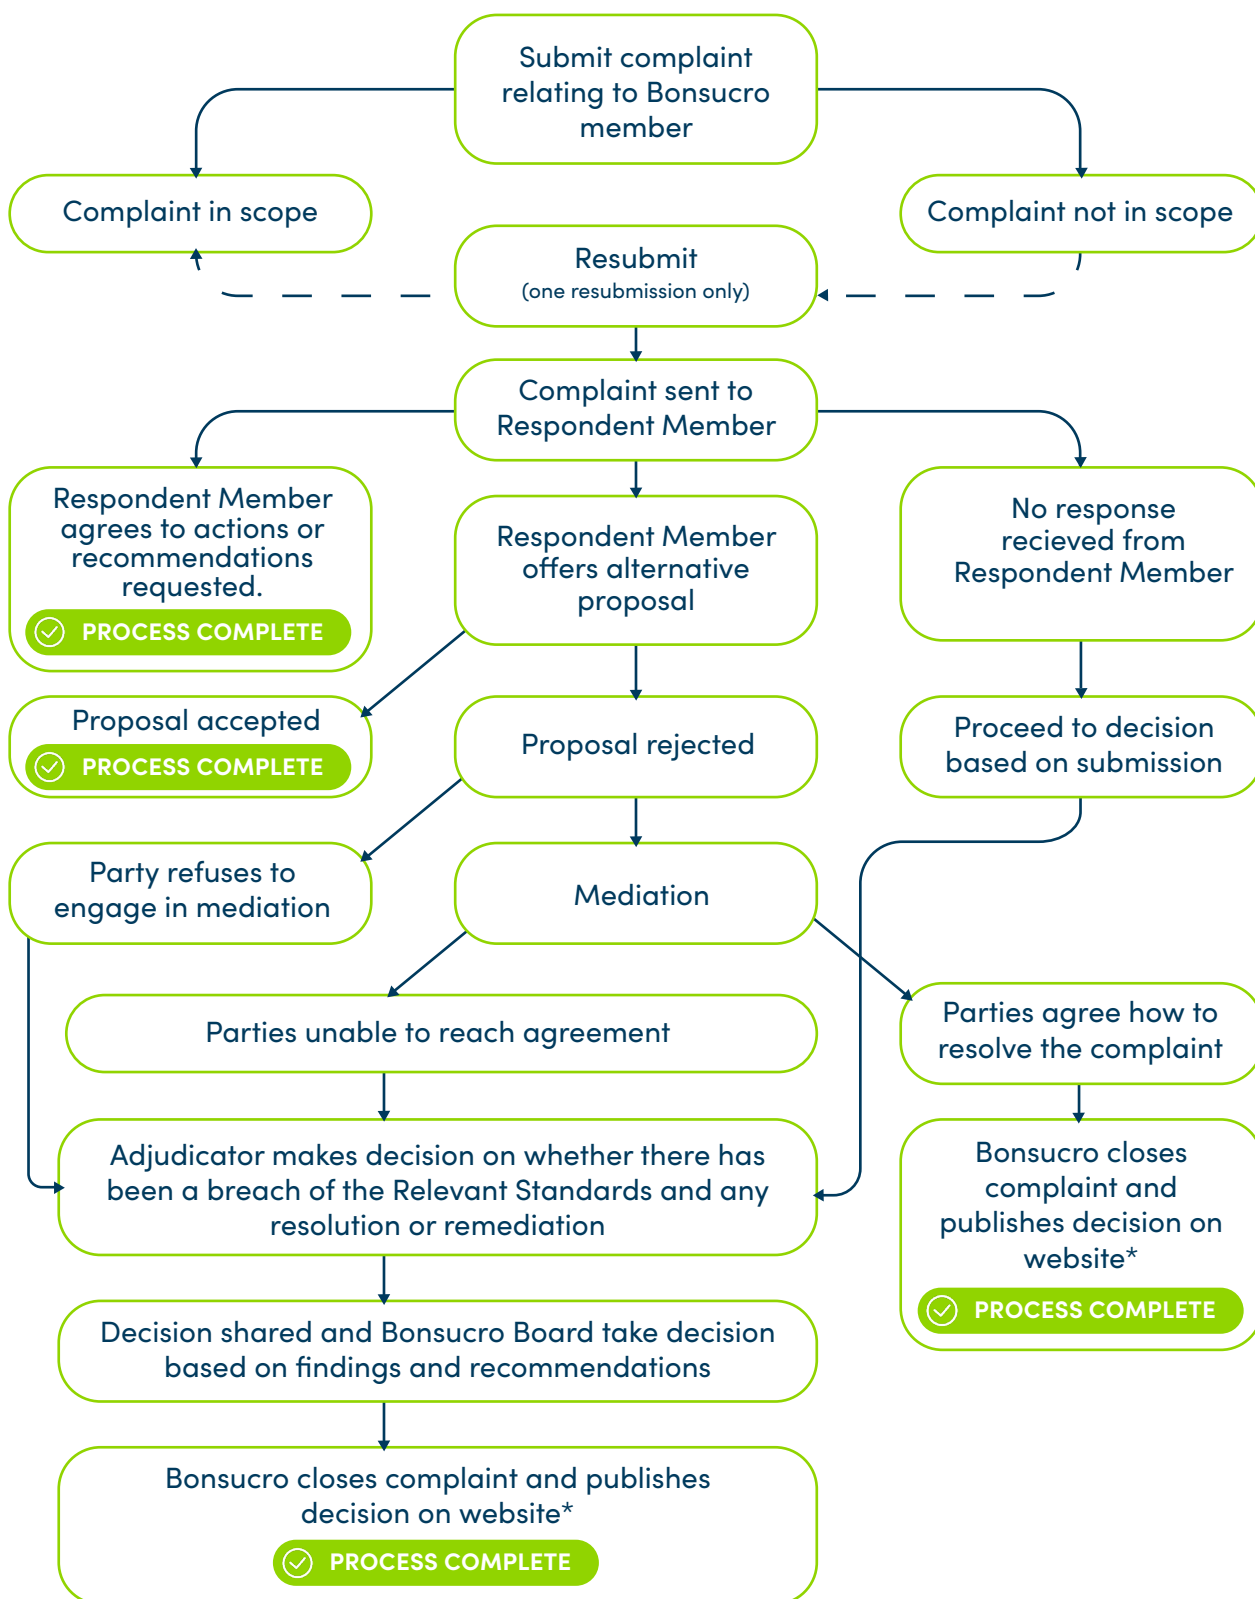 Submit complaint
relating to Bonsucro
member
Complaint in scope
Complaint not in scope
Resubmit
(one resubmission only)
Complaint sent to
Respondent Member
Respondent Member
agrees to actions or
recommendations
requested.
PROCESS COMPLETE
Respondent Member
offers alternative
proposal
No response
recieved from
Respondent Member
Proposal accepted
PROCESS COMPLETE
Proposal rejected
Proceed to decision
based on submission
Party refuses to
engage in mediation
Mediation
Parties unable to reach agreement
Parties agree how to
resolve the complaint
Adjudicator makes decision on whether there has
been a breach of the Relevant Standards and any
resolution or remediation
Bonsucro closes
complaint and
publishes decision on
website*
PROCESS COMPLETE
Decision shared and Bonsucro Board take decision
based on findings and recommendations
Bonsucro closes complaint and publishes
decision on website*
PROCESS COMPLETE